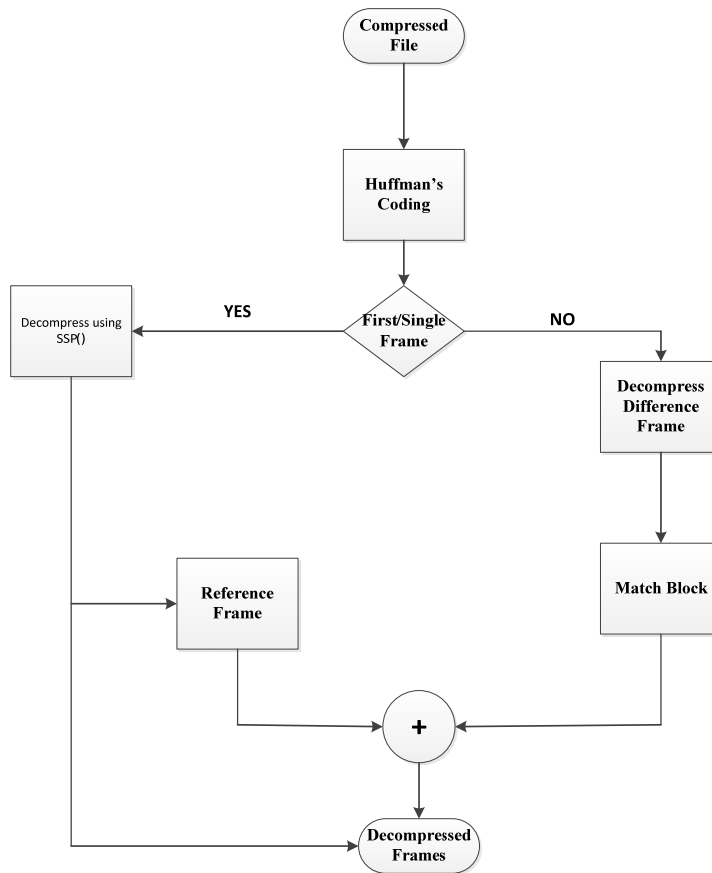 Compressed
File
Huffman's
Coding
First/Single
Frame
YES
NO
Decompress using
SSP()
Decompress
Difference
Frame
Reference
Frame
Match Block
+
Decompressed
Frames